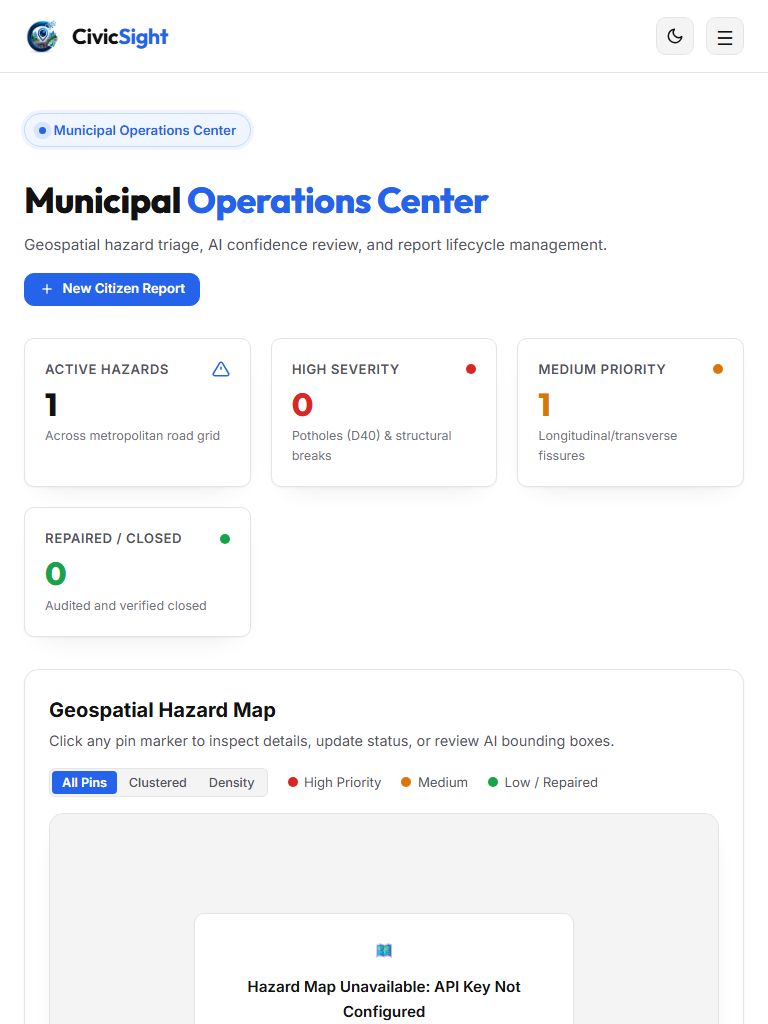 CivicSight
Municipal Operations Center
Municipal Operations Center
Geospatial hazard triage, AI confidence review, and report lifecycle management.
+ New Citizen Report
ACTIVE HAZARDS
1
Across metropolitan road grid
HIGH SEVERITY
0
Potholes (D40) & structural
breaks
MEDIUM PRIORITY
1
Longitudinal/transverse
fissures
REPAIRED / CLOSED
0
Audited and verified closed
Geospatial Hazard Map
Click any pin marker to inspect details, update status, or review AI bounding boxes.
All Pins Clustered Density High Priority Medium Low / Repaired
Hazard Map Unavailable: API Key Not
Configured